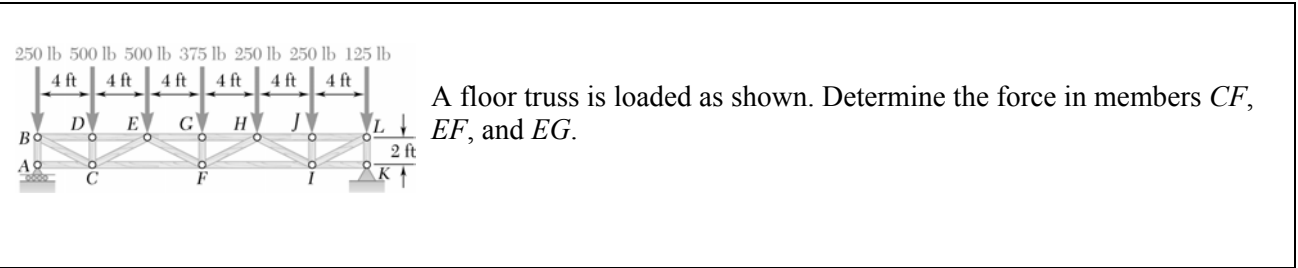 250 lb 500 lb 500 lb 375 lb 250 lb 250 lb 125 lb
4 ft 4 ft 4 ft 4 ft 4 ft 4 ft
A floor truss is loaded as shown. Determine the force in members CF,
EF, and EG.
B D E G H J L
2 ft
A C F I K